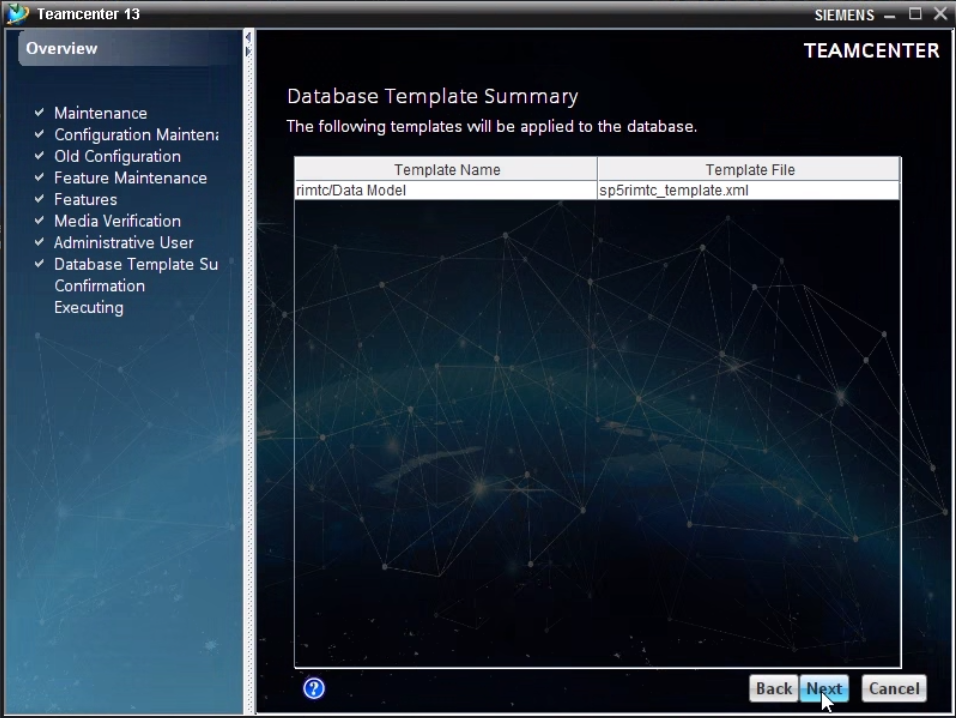 Teamcenter 13
SIEMENS
Overview
TEAMCENTER
Maintenance
Configuration Maintena
Old Configuration
Feature Maintenance
Features
Media Verification
Administrative User
Database Template Su
Confirmation
Executing
Database Template Summary
The following templates will be applied to the database.
Template Name Template File
rimtc/Data Model sp5rimtc_template.xml
? Back Next Cancel